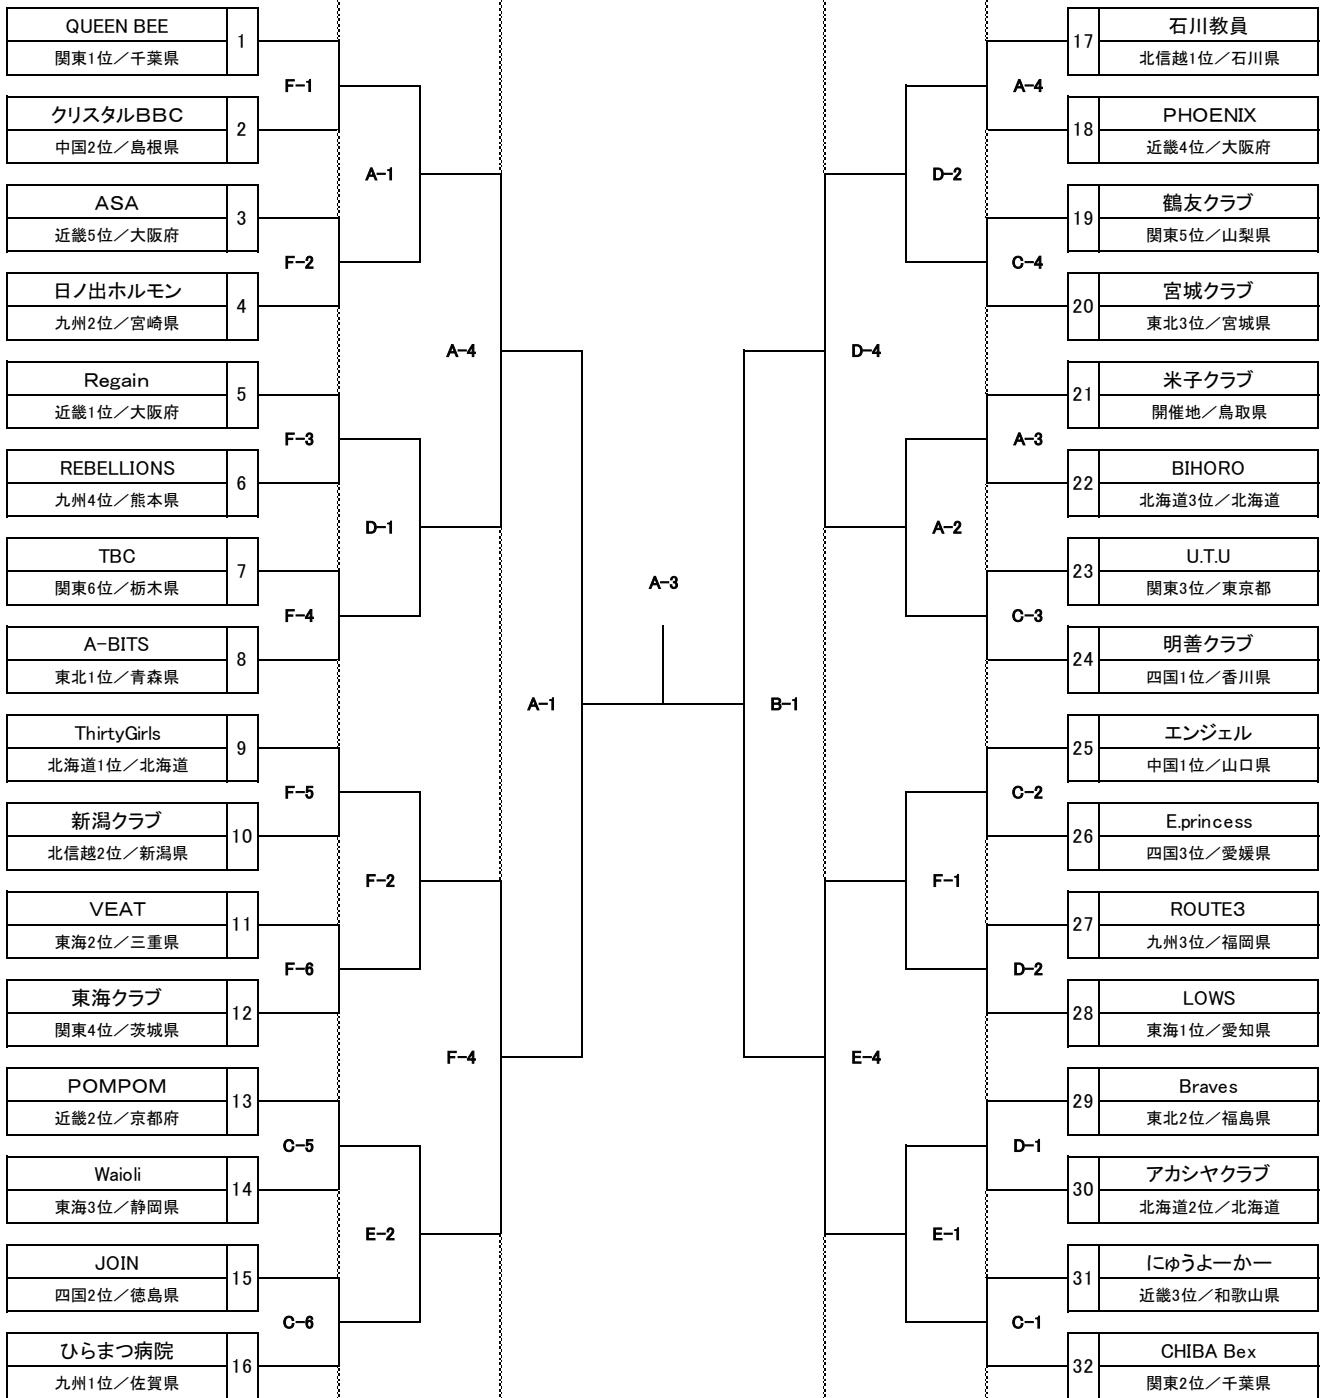 QUEEN BEE
1
関東1位／千葉県
F-1
クリスタルBBC
2
中国2位／島根県
A-1
ASA
3
近畿5位／大阪府
F-2
日ノ出ホルモン
4
九州2位／宮崎県
A-4
Regain
5
近畿1位／大阪府
F-3
REBELLIONS
6
九州4位／熊本県
D-1
TBC
7
関東6位／栃木県
F-4
A-BITS
8
東北1位／青森県
A-1
ThirtyGirls
9
北海道1位／北海道
F-5
新潟クラブ
10
北信越2位／新潟県
F-2
VEAT
11
東海2位／三重県
F-6
東海クラブ
12
関東4位／茨城県
F-4
POMPOM
13
近畿2位／京都府
C-5
Waioli
14
東海3位／静岡県
E-2
JOIN
15
四国2位／徳島県
C-6
ひらまつ病院
16
九州1位／佐賀県
A-3
石川教員
17
北信越1位／石川県
A-4
PHOENIX
18
近畿4位／大阪府
D-2
鶴友クラブ
19
関東5位／山梨県
C-4
宮城クラブ
20
東北3位／宮城県
D-4
米子クラブ
21
開催地／鳥取県
A-3
BIHORO
22
北海道3位／北海道
A-2
U.T.U
23
関東3位／東京都
C-3
明善クラブ
24
四国1位／香川県
B-1
エンジェル
25
中国1位／山口県
C-2
E.princess
26
四国3位／愛媛県
F-1
ROUTE3
27
九州3位／福岡県
D-2
LOWS
28
東海1位／愛知県
E-4
Braves
29
東北2位／福島県
D-1
アカシヤクラブ
30
北海道2位／北海道
E-1
にゅうよーかー
31
近畿3位／和歌山県
C-1
CHIBA Bex
32
関東2位／千葉県